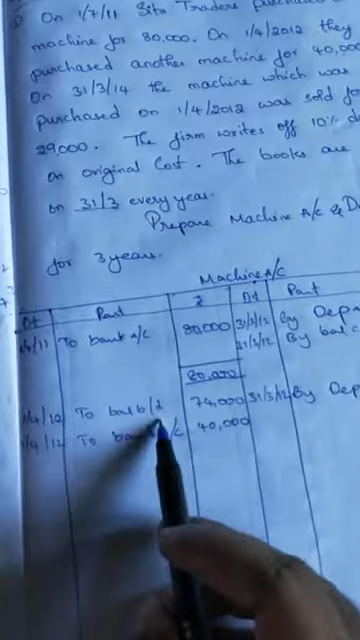 On 1/7/11 Sita Traders purchased
machine for 80,000. On 1/4/2012 they
purchased another machine for 40,000
On 31/3/14 the machine which was
purchased on 1/4/2012 was sold for
29,000. The firm writes off 10% d
on original Cost. The books are
on 31/3 every year.
Prepare Machine A/c & D
for 3 years.
Machine A/c
Dt Part ₹ Dt Part
1/7/11 To bank A/c 80,000 31/3/12 By Dep
31/3/12 By bal c
80,000
1/4/12 To bal b/d 74,000 31/3/12 By Dep
1/4/12 To bank A/c 40,000